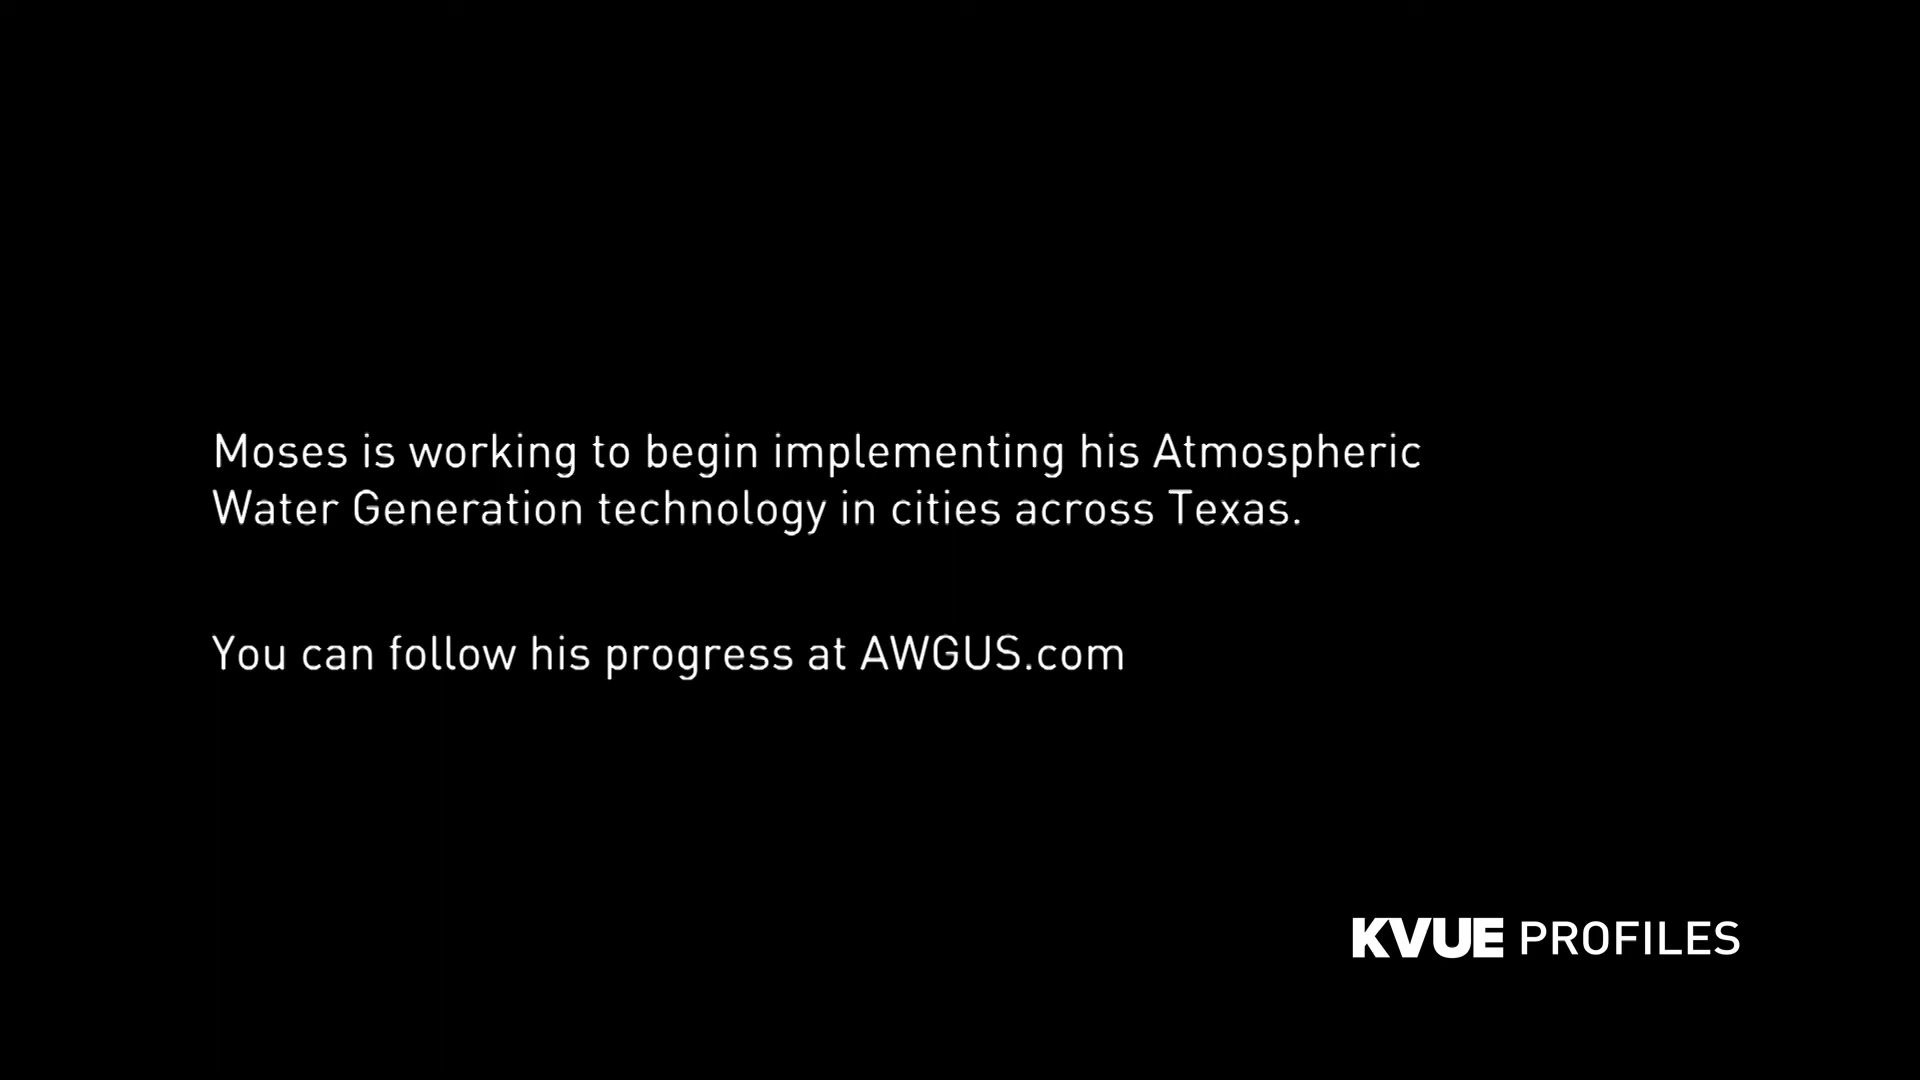 Moses is working to begin implementing his Atmospheric
Water Generation technology in cities across Texas.
You can follow his progress at AWGUS.com
KVUE PROFILES